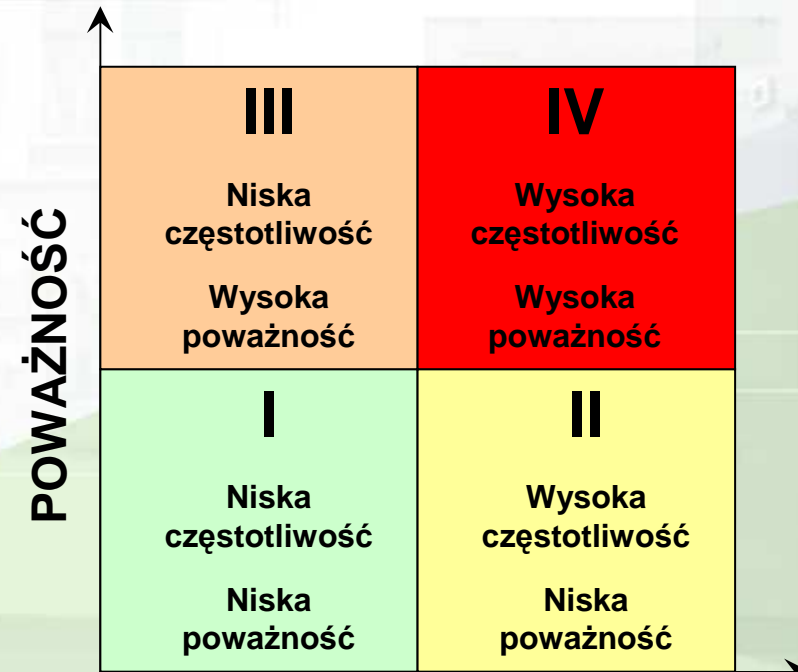 POWAŻNOŚĆ
III
Niska
częstotliwość
Wysoka
poważność
IV
Wysoka
częstotliwość
Wysoka
poważność
I
Niska
częstotliwość
Niska
poważność
II
Wysoka
częstotliwość
Niska
poważność